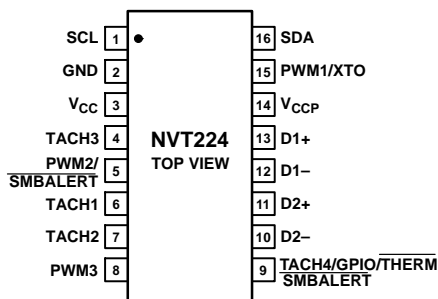 SCL 1 16 SDA
GND 2 15 PWM1/XTO
VCC 3 14 VCCP
TACH3 4 NVT224 13 D1+
TOP VIEW
PWM2/
SMBALERT 5 12 D1–
TACH1 6 11 D2+
TACH2 7 10 D2–
PWM3 8 9 TACH4/GPIO/THERM
SMBALERT